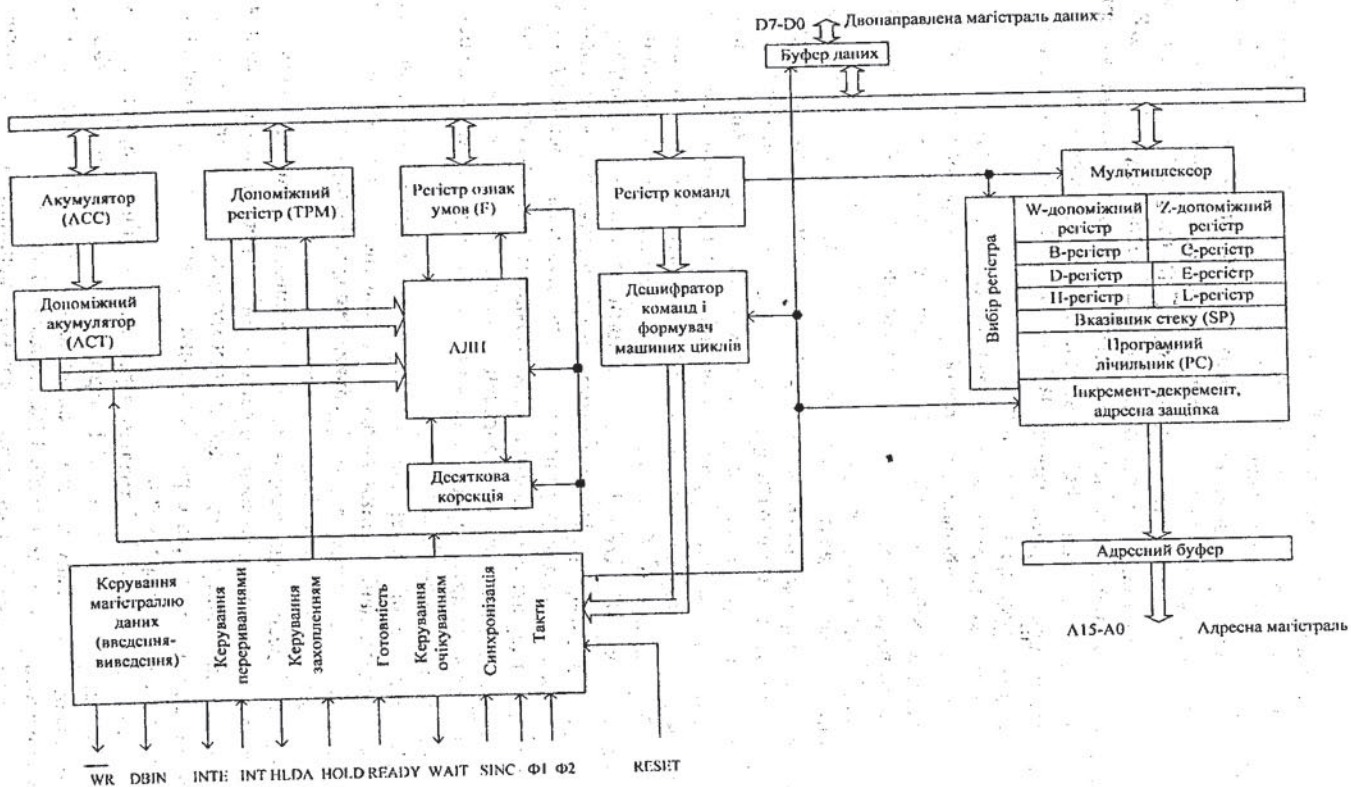 D7-D0 Двонаправлена магістраль даних
Буфер даних
Акумулятор
(ACC)
Допоміжний
регістр (TPM)
Регістр ознак
умов (F)
Регістр команд
Мультиплексор
Вибір регістра
W-допоміжний
регістр
Z-допоміжний
регістр
B-регістр
C-регістр
D-регістр
E-регістр
H-регістр
L-регістр
Вказівник стеку (SP)
Програмний
лічильник (PC)
Інкремент-декремент,
адресна защіпка
Допоміжний
акумулятор (ACT)
АЛП
Дешифратор
команд і
формувач
машиних циклів
Десяткова
корекція
Адресний буфер
A15-A0 Адресна магістраль
Керування
магістраллю
даних
(введення-
виведення)
Керування
перериваннями
Керування
захопленням
Готовність
Керування
очікуванням
Синхронізація
Такти
WR DBIN INTE INT HLDA HOLD READY WAIT SINC Ф1 Ф2 RESET